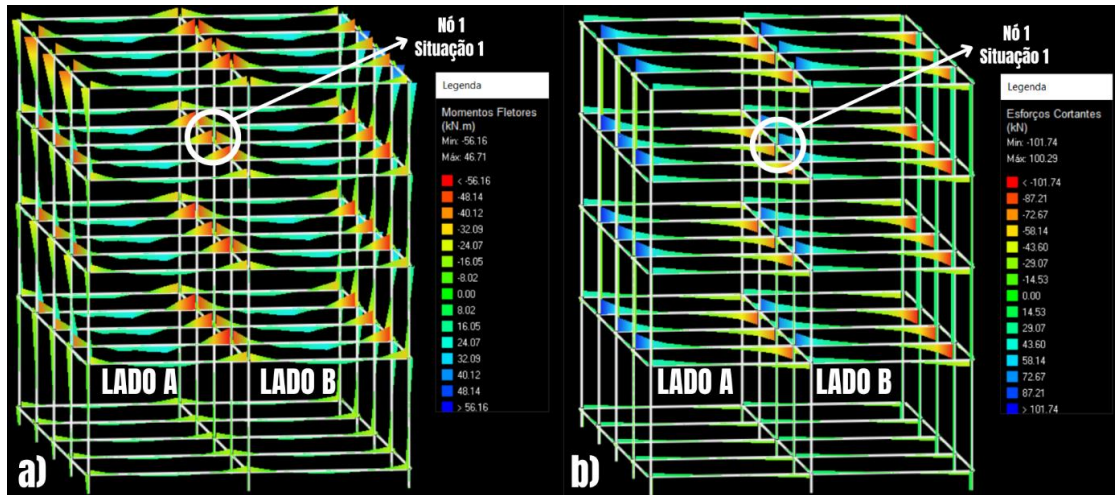 Nó 1
Situação 1
Legenda
Momentos Fletores
(kN.m)
Min: -56.16
Máx: 46.71
< -56.16
-48.14
-40.12
-32.09
-24.07
-16.05
-8.02
0.00
8.02
16.05
24.07
32.09
40.12
48.14
> 56.16
LADO A
LADO B
a)
Nó 1
Situação 1
Legenda
Esforços Cortantes
(kN)
Min: -101.74
Máx: 100.29
< -101.74
-87.21
-72.67
-58.14
-43.60
-29.07
-14.53
0.00
14.53
29.07
43.60
58.14
72.67
87.21
> 101.74
LADO A
LADO B
b)